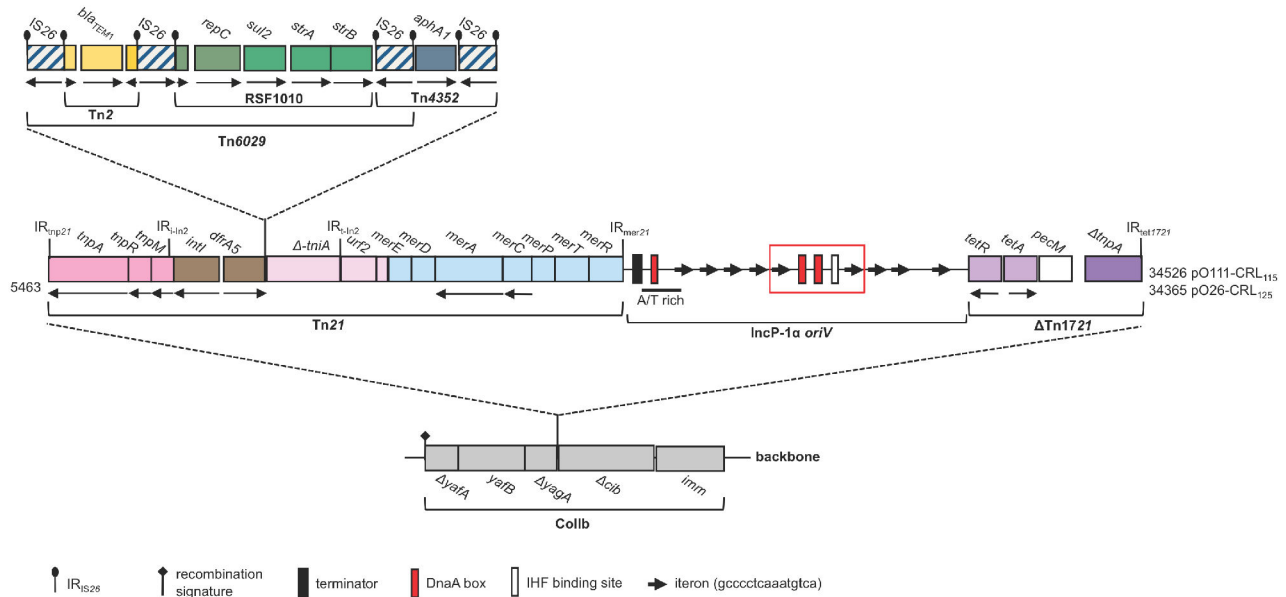 IS26 blaTEM1 IS26 repC sul2 strA strB IS26 aphA1 IS26
Tn2 RSF1010 Tn4352
Tn6029
IRtnp21 tnpA tnpR tnpM IRi-In2 intI dfrA5 Δ-tniA IRt-In2 urf2 merE merD merA merC merP merT merR IRmer21 tetR tetA pecM ΔtnpA IRtet1721
5463
34526 pO111-CRL115
34365 pO26-CRL125
A/T rich
Tn21 IncP-1α oriV ΔTn1721
backbone
ΔyafA yafB ΔyagA Δcib imm
CoIIb
IRIS26
recombination
signature
terminator
DnaA box
IHF binding site
iteron (gcccctcaaatgtca)